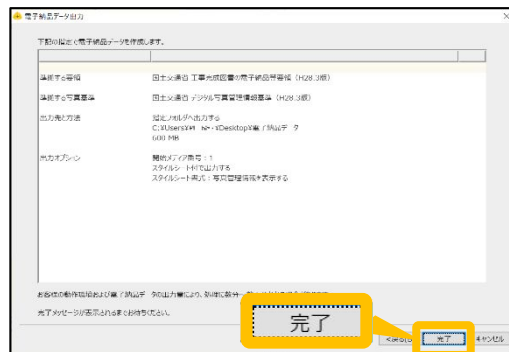 電子納品データ出力
下記の指定で電子納品データを作成します。
準拠する要領
国土交通省 工事完成図書の電子納品等要領 (H28.3版)
準拠する写真基準
国土交通省 デジタル写真管理情報基準 (H28.3版)
出力先と方法
指定フォルダへ出力する
C:¥Users¥ ¥Desktop¥電子納品データ
600 MB
出力オプション
開始メディア番号:1
スタイルシート付で出力する
スタイルシート書式:写真管理情報を表示する
お客様の動作環境および電子納品データの出力量により、処理に数分
完了メッセージが表示されるまでお待ちください。
完了
<戻る(B)
完了
キャンセル